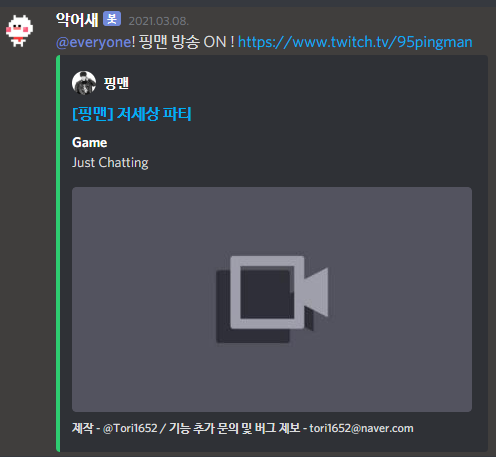 악어새 봇 2021.03.08.
@everyone! 핑맨 방송 ON ! https://www.twitch.tv/95pingman
핑맨
[핑맨] 저세상 파티
Game
Just Chatting
제작 - @Tori1652 / 기능 추가 문의 및 버그 제보 - tori1652@naver.com